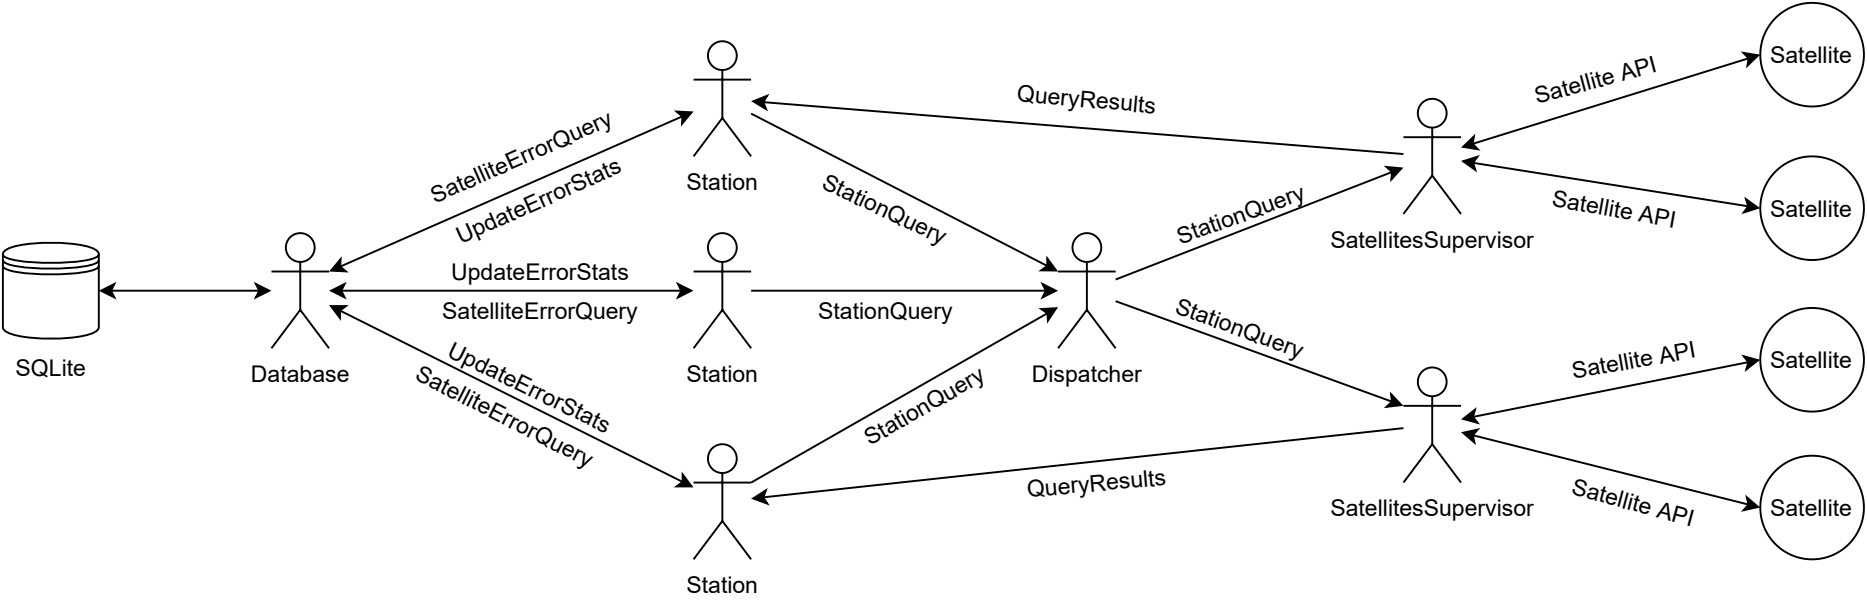 Satellite
Satellite API
QueryResults
SatelliteErrorQuery
UpdateErrorStats
Station
StationQuery
StationQuery
Satellite API
Satellite
SatellitesSupervisor
UpdateErrorStats
SatelliteErrorQuery
StationQuery
StationQuery
SQLite
Database
Station
Dispatcher
Satellite API
Satellite
UpdateErrorStats
SatelliteErrorQuery
StationQuery
QueryResults
SatellitesSupervisor
Satellite API
Satellite
Station